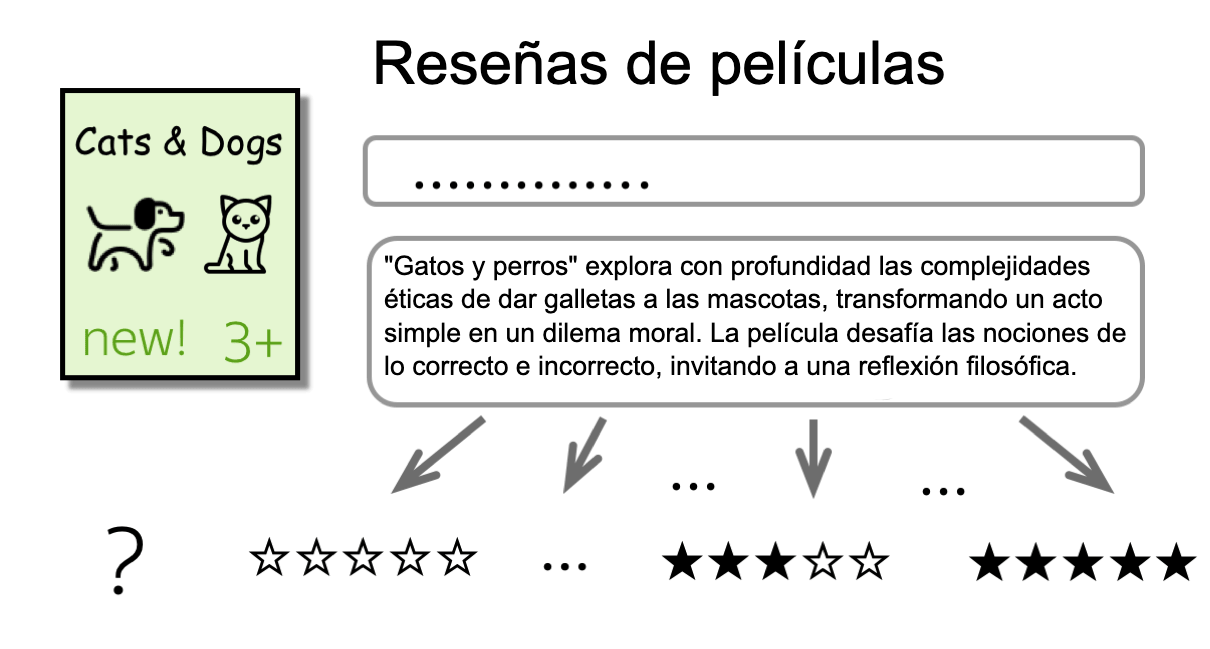 Reseñas de películas
Cats & Dogs
new! 3+
..............
"Gatos y perros" explora con profundidad las complejidades
éticas de dar galletas a las mascotas, transformando un acto
simple en un dilema moral. La película desafía las nociones de
lo correcto e incorrecto, invitando a una reflexión filosófica.
... ...
? ☆☆☆☆☆ ... ★★★☆☆ ★★★★★